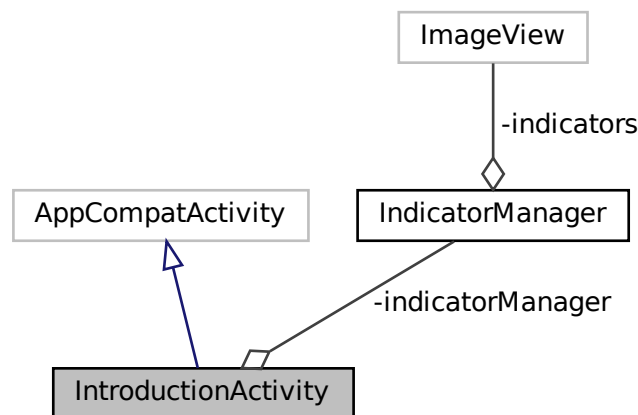 ImageView
-indicators
AppCompatActivity
IndicatorManager
-indicatorManager
IntroductionActivity